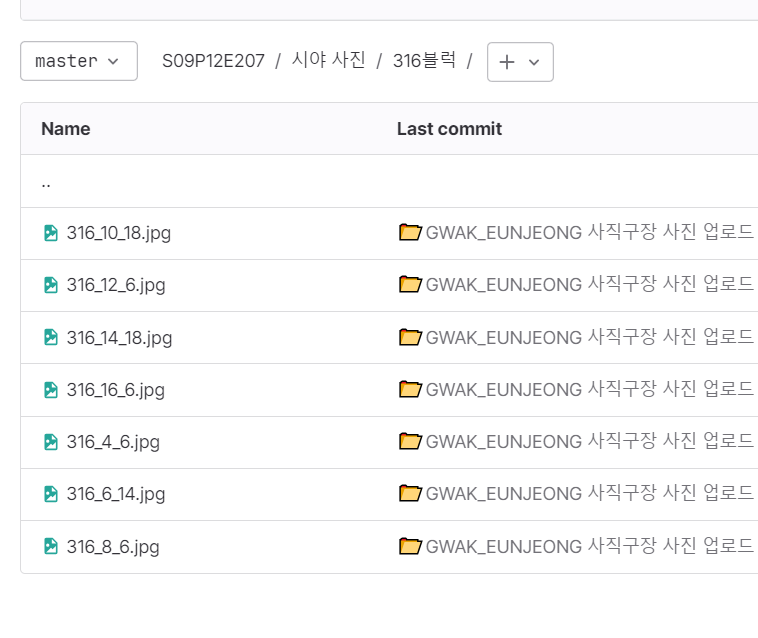 master S09P12E207 / 시야 사진 / 316블럭 / +
Name Last commit
..
316_10_18.jpg GWAK_EUNJEONG 사직구장 사진 업로드
316_12_6.jpg GWAK_EUNJEONG 사직구장 사진 업로드
316_14_18.jpg GWAK_EUNJEONG 사직구장 사진 업로드
316_16_6.jpg GWAK_EUNJEONG 사직구장 사진 업로드
316_4_6.jpg GWAK_EUNJEONG 사직구장 사진 업로드
316_6_14.jpg GWAK_EUNJEONG 사직구장 사진 업로드
316_8_6.jpg GWAK_EUNJEONG 사직구장 사진 업로드